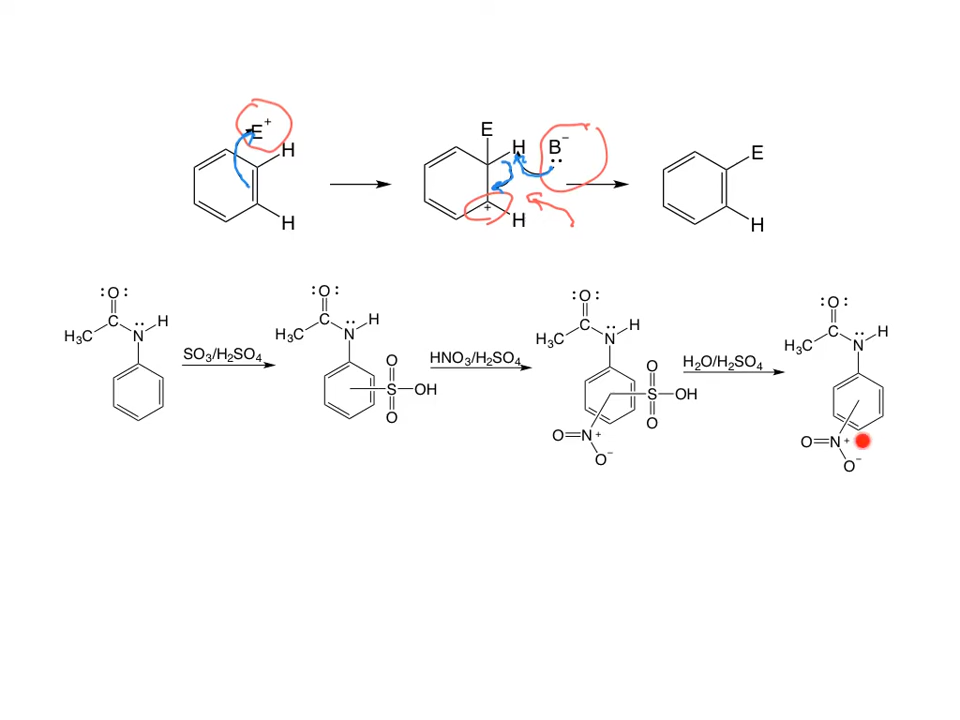 E+
H
H
E
H
B−
+
H
E
H
:O:
C
H3C
N
H
SO3/H2SO4
:O:
C
H3C
N
H
O
S
OH
O
HNO3/H2SO4
:O:
C
H3C
N
H
O
S
OH
O
O=N+
O−
H2O/H2SO4
:O:
C
H3C
N
H
O=N+
O−